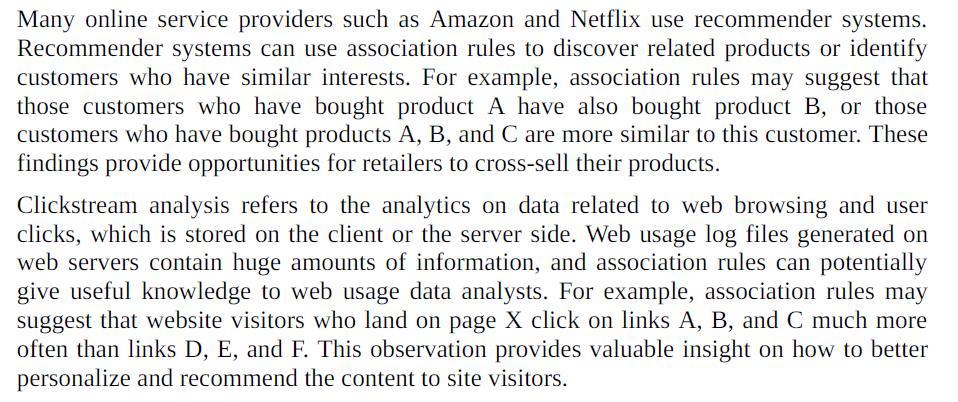 Many online service providers such as Amazon and Netflix use recommender systems.
Recommender systems can use association rules to discover related products or identify
customers who have similar interests. For example, association rules may suggest that
those customers who have bought product A have also bought product B, or those
customers who have bought products A, B, and C are more similar to this customer. These
findings provide opportunities for retailers to cross-sell their products.
Clickstream analysis refers to the analytics on data related to web browsing and user
clicks, which is stored on the client or the server side. Web usage log files generated on
web servers contain huge amounts of information, and association rules can potentially
give useful knowledge to web usage data analysts. For example, association rules may
suggest that website visitors who land on page X click on links A, B, and C much more
often than links D, E, and F. This observation provides valuable insight on how to better
personalize and recommend the content to site visitors.